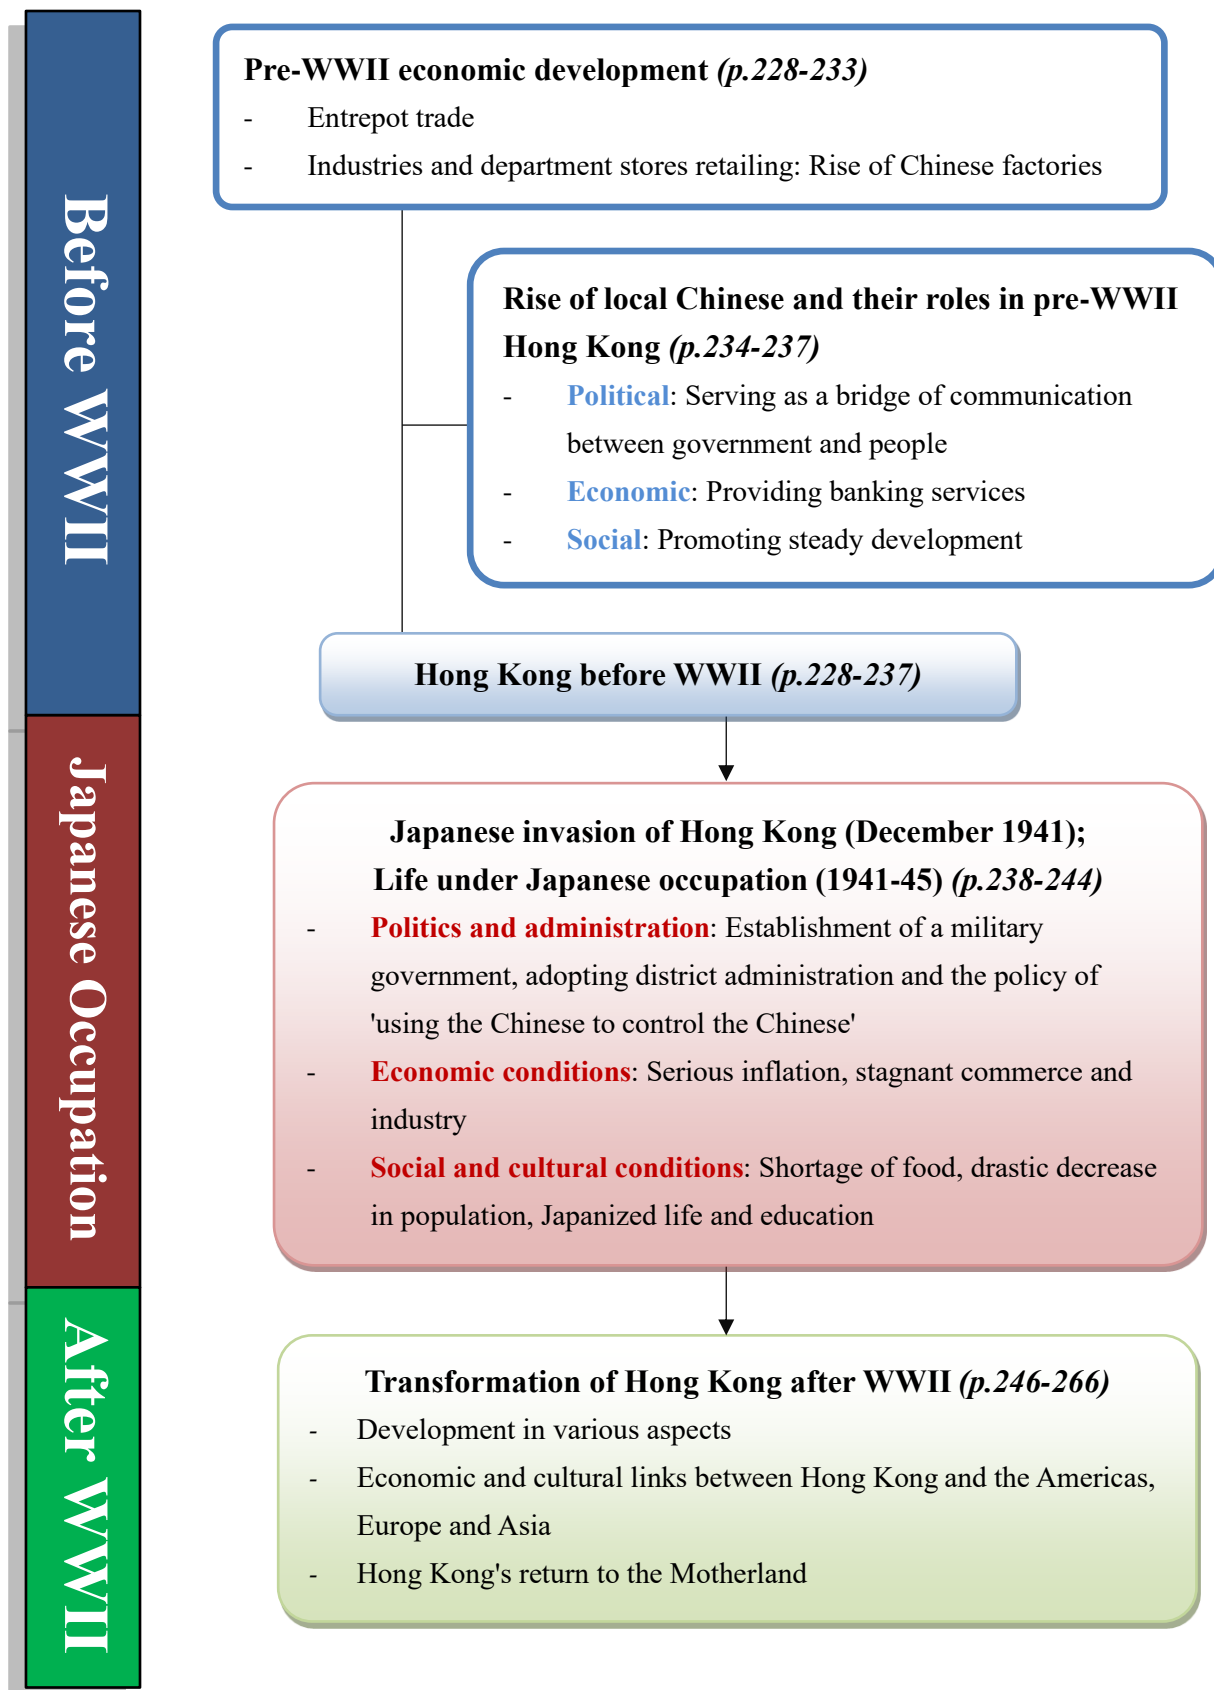 Before WWII
Pre-WWII economic development (p.228-233)
- Entrepot trade
- Industries and department stores retailing: Rise of Chinese factories
Rise of local Chinese and their roles in pre-WWII
Hong Kong (p.234-237)
- Political: Serving as a bridge of communication
between government and people
- Economic: Providing banking services
- Social: Promoting steady development
Hong Kong before WWII (p.228-237)
Japanese Occupation
Japanese invasion of Hong Kong (December 1941);
Life under Japanese occupation (1941-45) (p.238-244)
- Politics and administration: Establishment of a military
government, adopting district administration and the policy of
'using the Chinese to control the Chinese'
- Economic conditions: Serious inflation, stagnant commerce and
industry
- Social and cultural conditions: Shortage of food, drastic decrease
in population, Japanized life and education
After WWII
Transformation of Hong Kong after WWII (p.246-266)
- Development in various aspects
- Economic and cultural links between Hong Kong and the Americas,
Europe and Asia
- Hong Kong's return to the Motherland